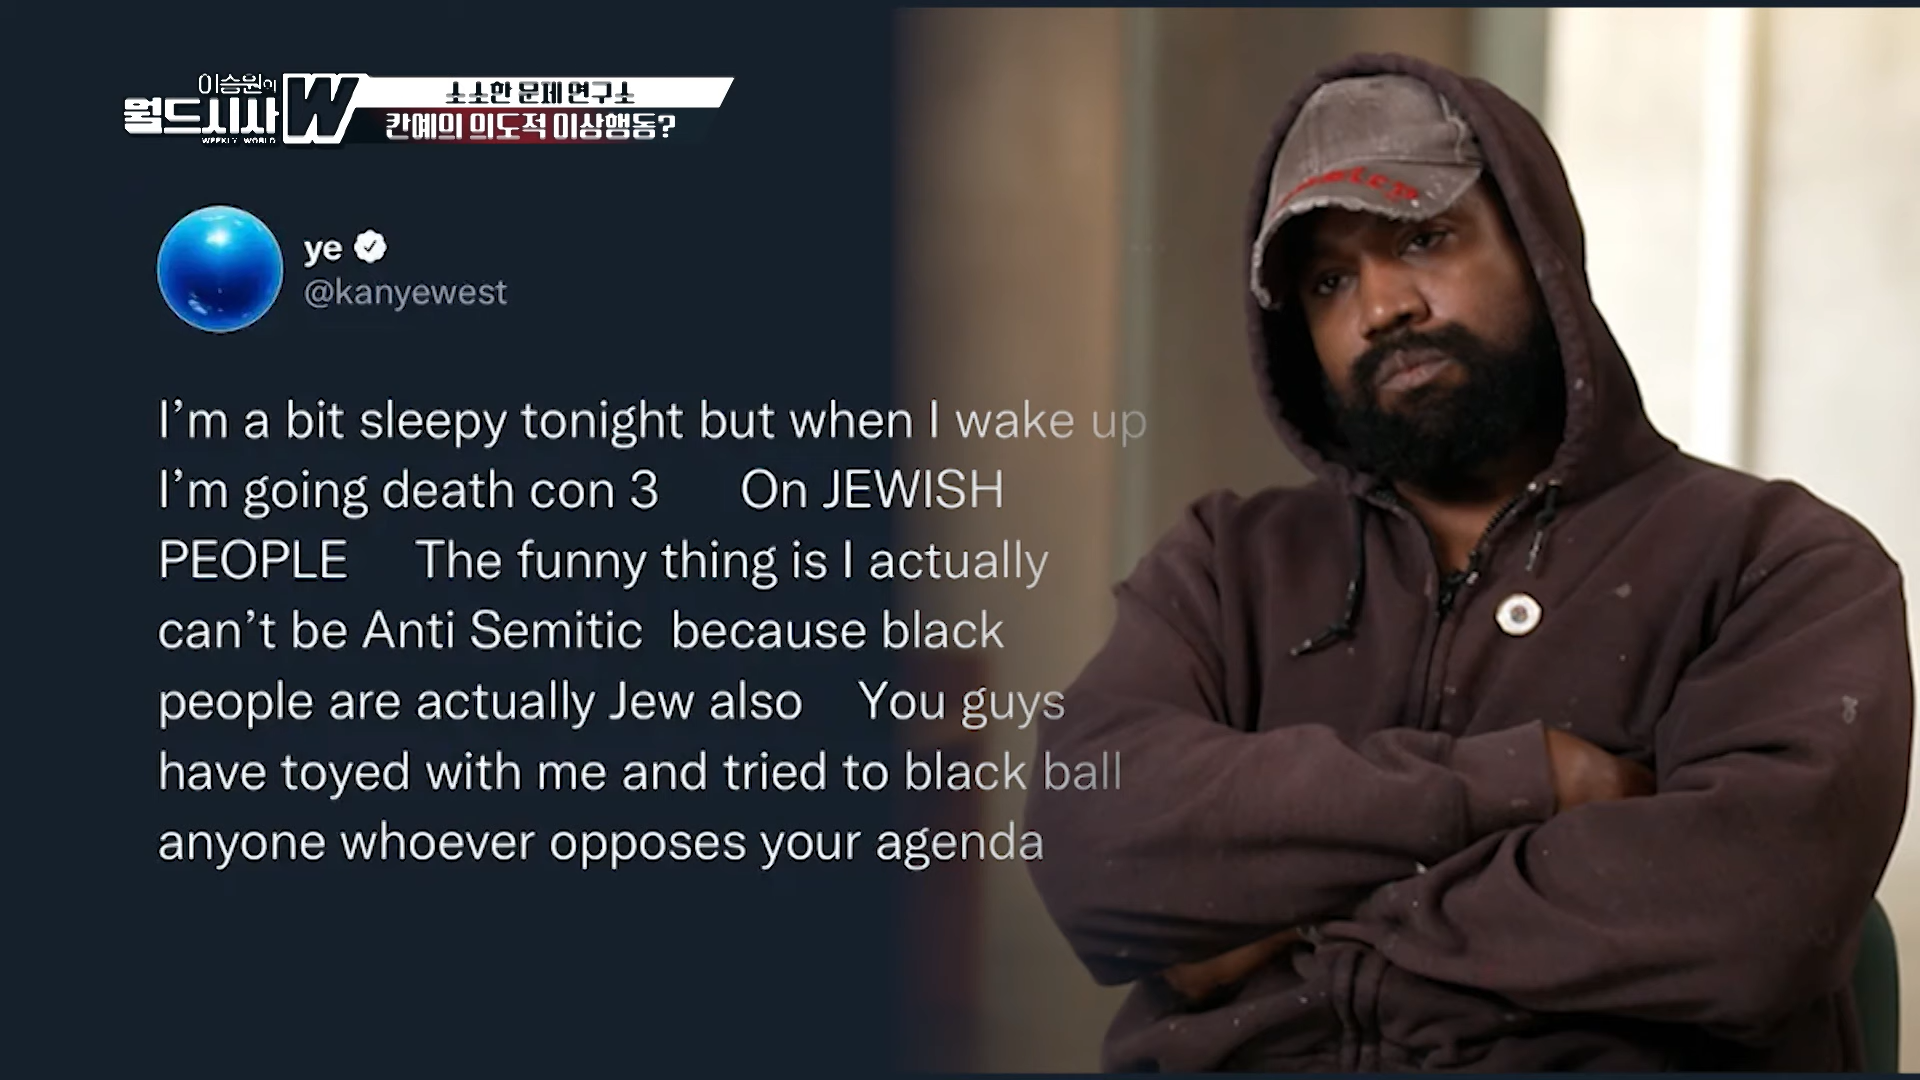 이승원의
월드시사 W
WEEKLY WORLD
소소한 문제 연구소
칸예의 의도적 이상행동?
ye
@kanyewest
I’m a bit sleepy tonight but when I wake up
I’m going death con 3 On JEWISH
PEOPLE The funny thing is I actually
can’t be Anti Semitic because black
people are actually Jew also You guys
have toyed with me and tried to black ball
anyone whoever opposes your agenda